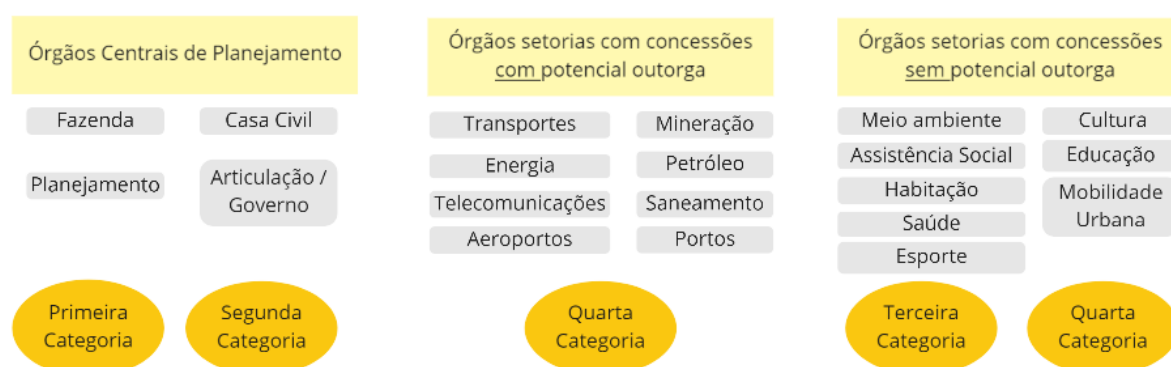 Órgãos Centrais de Planejamento
Fazenda
Casa Civil
Planejamento
Articulação /
Governo
Primeira
Categoria
Segunda
Categoria
Órgãos setorias com concessões
com potencial outorga
Transportes
Mineração
Energia
Petróleo
Telecomunicações
Saneamento
Aeroportos
Portos
Quarta
Categoria
Órgãos setorias com concessões
sem potencial outorga
Meio ambiente
Cultura
Assistência Social
Educação
Habitação
Mobilidade
Urbana
Saúde
Esporte
Terceira
Categoria
Quarta
Categoria